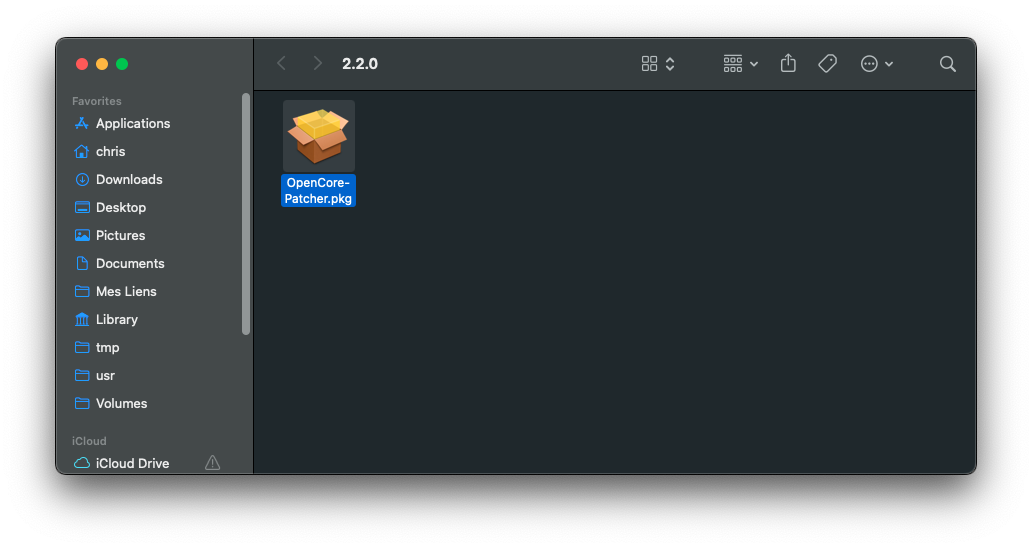 2.2.0
Favorites
Applications
chris
Downloads
Desktop
Pictures
Documents
Mes Liens
Library
tmp
usr
Volumes
iCloud
iCloud Drive
OpenCore-
Patcher.pkg